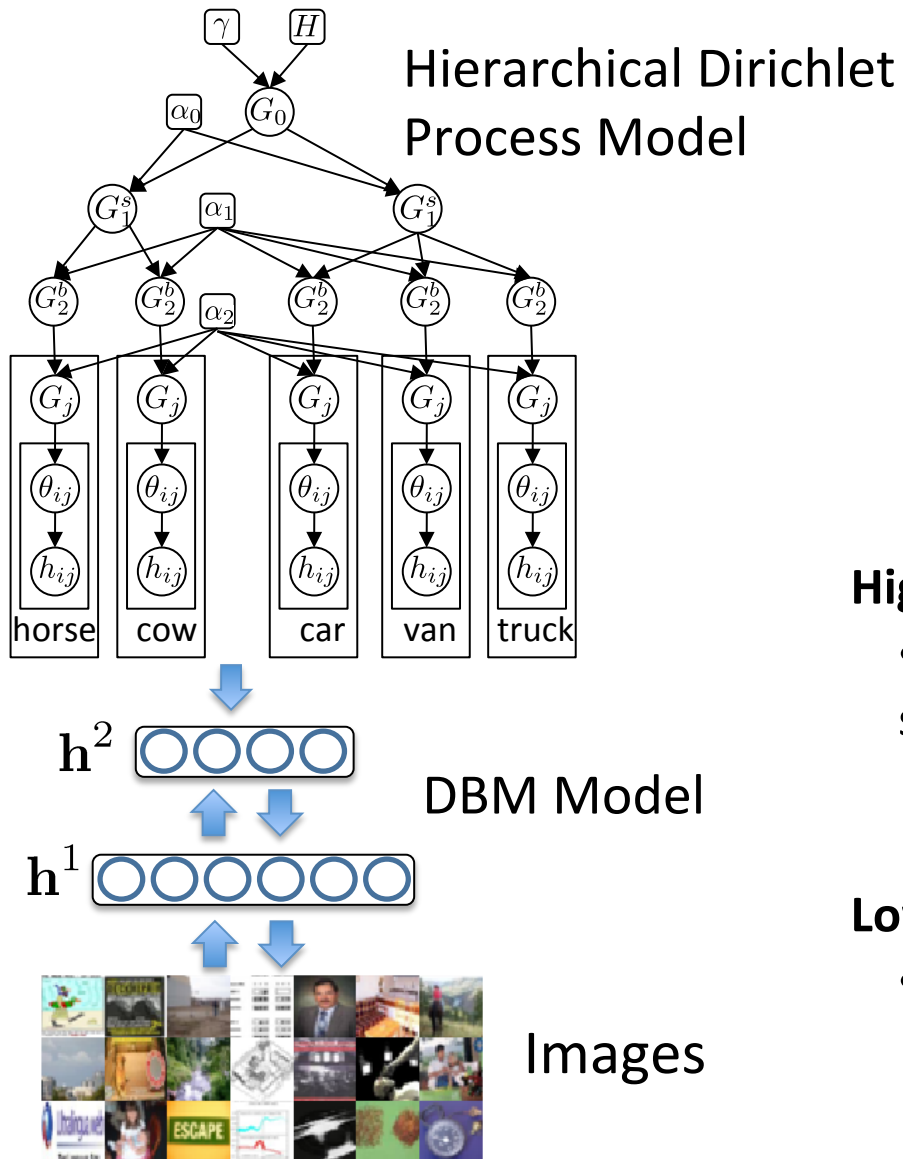 γ H
Hierarchical Dirichlet
Process Model
α₀ G₀
G₁ˢ α₁ G₁ˢ
G₂ᵇ G₂ᵇ α₂ G₂ᵇ G₂ᵇ G₂ᵇ
Gⱼ Gⱼ Gⱼ Gⱼ Gⱼ
θᵢⱼ θᵢⱼ θᵢⱼ θᵢⱼ θᵢⱼ
hᵢⱼ hᵢⱼ hᵢⱼ hᵢⱼ hᵢⱼ
horse cow car van truck
h²
DBM Model
h¹
Images
ESCAPE